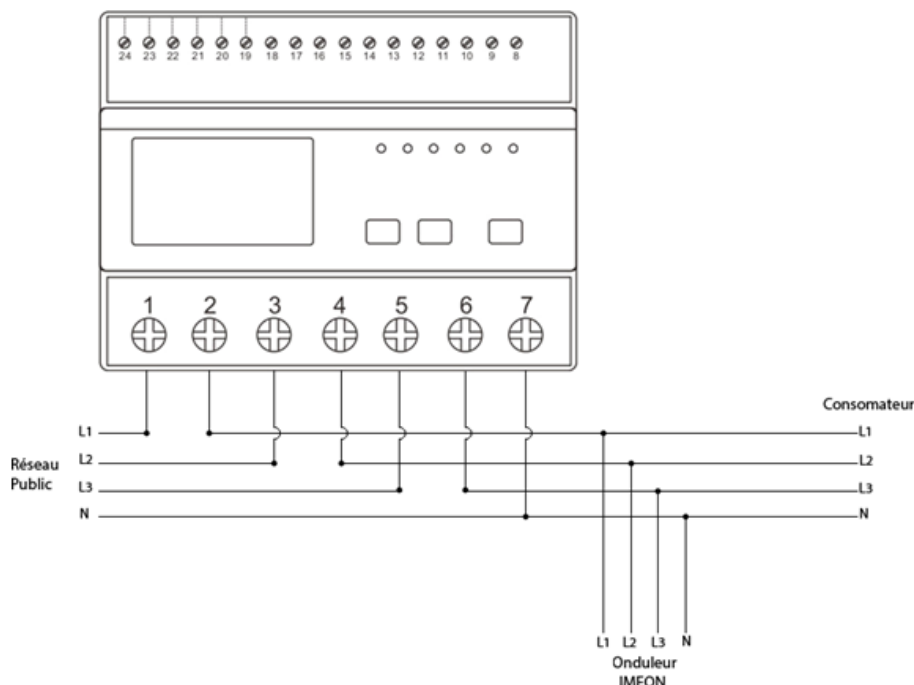 24 23 22 21 20 19 18 17 16 15 14 13 12 11 10 9 8
1 2 3 4 5 6 7
Consomateur
L1 L1
Réseau Public
L2 L2
L3 L3
N N
L1 L2 L3 N
Onduleur
IMEON